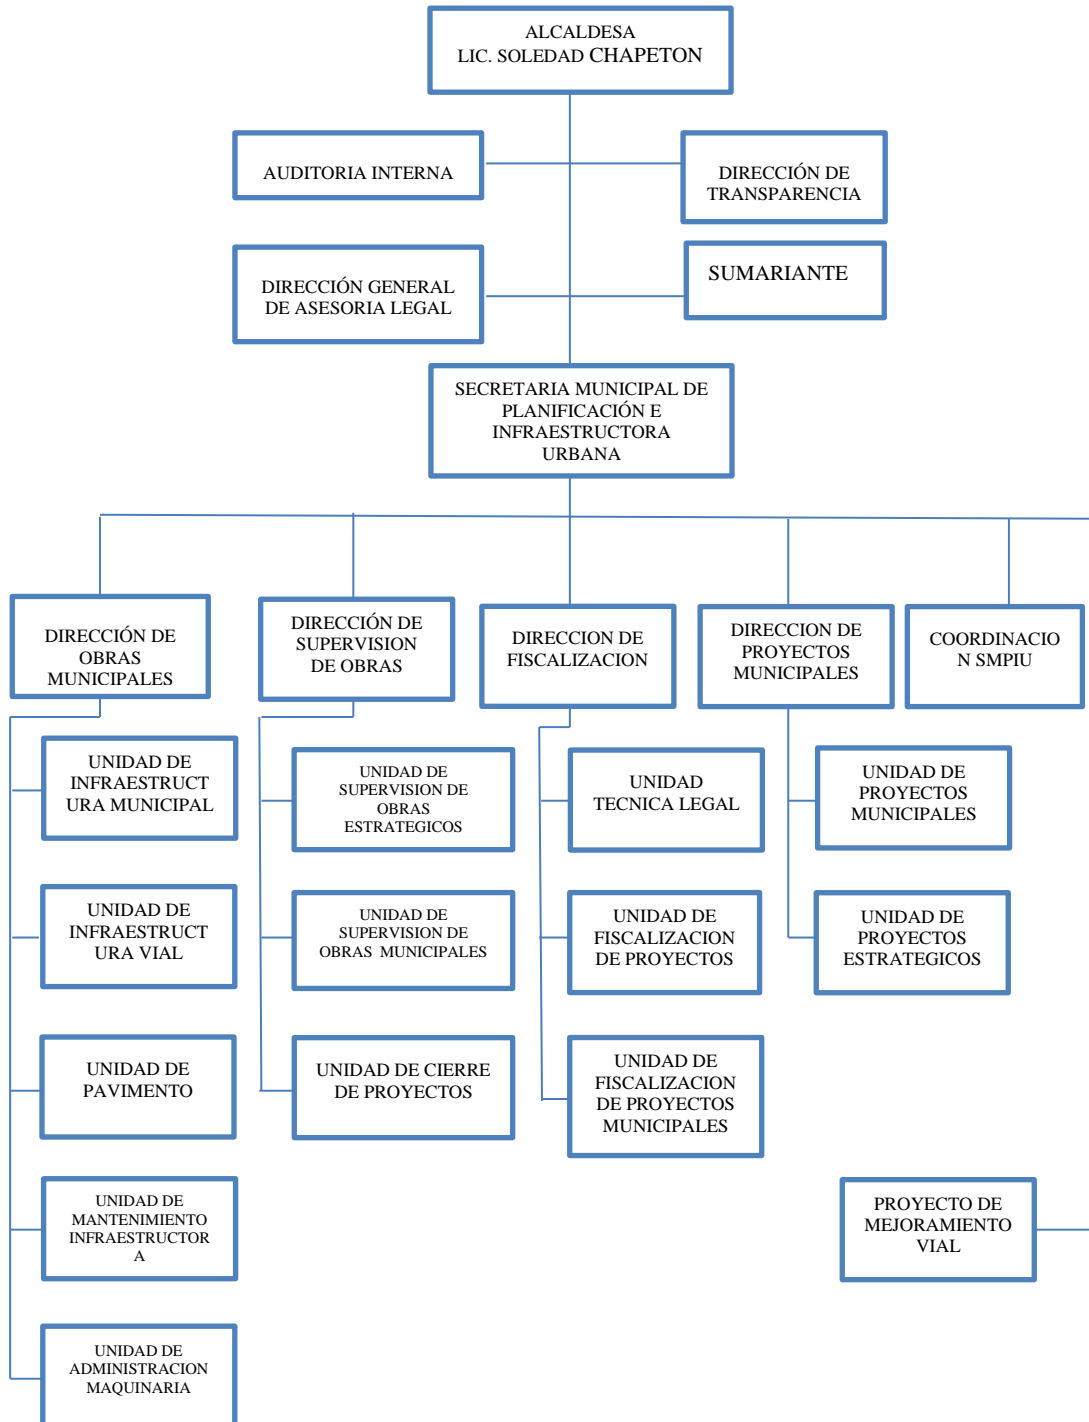 ALCALDESA
LIC. SOLEDAD CHAPETON
AUDITORIA INTERNA
DIRECCIÓN DE
TRANSPARENCIA
DIRECCIÓN GENERAL
DE ASESORIA LEGAL
SUMARIANTE
SECRETARIA MUNICIPAL DE
PLANIFICACIÓN E
INFRAESTRUCTORA
URBANA
DIRECCIÓN DE
OBRAS
MUNICIPALES
DIRECCIÓN DE
SUPERVISION
DE OBRAS
DIRECCION DE
FISCALIZACION
DIRECCION DE
PROYECTOS
MUNICIPALES
COORDINACIO
N SMPIU
UNIDAD DE
INFRAESTRUCT
URA MUNICIPAL
UNIDAD DE
SUPERVISION DE
OBRAS
ESTRATEGICOS
UNIDAD
TECNICA LEGAL
UNIDAD DE
PROYECTOS
MUNICIPALES
UNIDAD DE
INFRAESTRUCT
URA VIAL
UNIDAD DE
SUPERVISION DE
OBRAS MUNICIPALES
UNIDAD DE
FISCALIZACION
DE PROYECTOS
UNIDAD DE
PROYECTOS
ESTRATEGICOS
UNIDAD DE
PAVIMENTO
UNIDAD DE CIERRE
DE PROYECTOS
UNIDAD DE
FISCALIZACION
DE PROYECTOS
MUNICIPALES
UNIDAD DE
MANTENIMIENTO
INFRAESTRUCTOR
A
PROYECTO DE
MEJORAMIENTO
VIAL
UNIDAD DE
ADMINISTRACION
MAQUINARIA